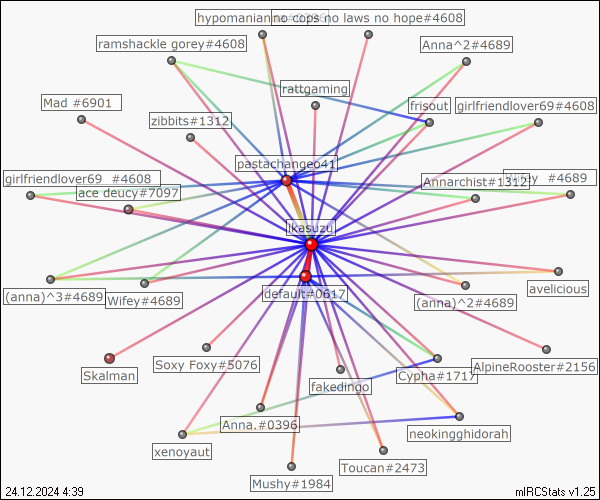 hypomanianno cops no laws no hope#4608
ramshackle gorey#4608
Anna^2#4689
rattgaming
Mad #6901
zibbits#1312
frisout
girlfriendlover69#4608
pastachangeo41
girlfriendlover69 #4608
ace deucy#7097
Annarchist#1312
#4689
ikasuzu
(anna)^3#4689
Wifey#4689
default#0617
(anna)^2#4689
avelicious
Soxy Foxy#5076
Skalman
fakedingo
Cypha#1717
AlpineRooster#2156
Anna.#0396
neokingghidorah
xenoyaut
Mushy#1984
Toucan#2473
24.12.2024 4:39
mIRCStats v1.25